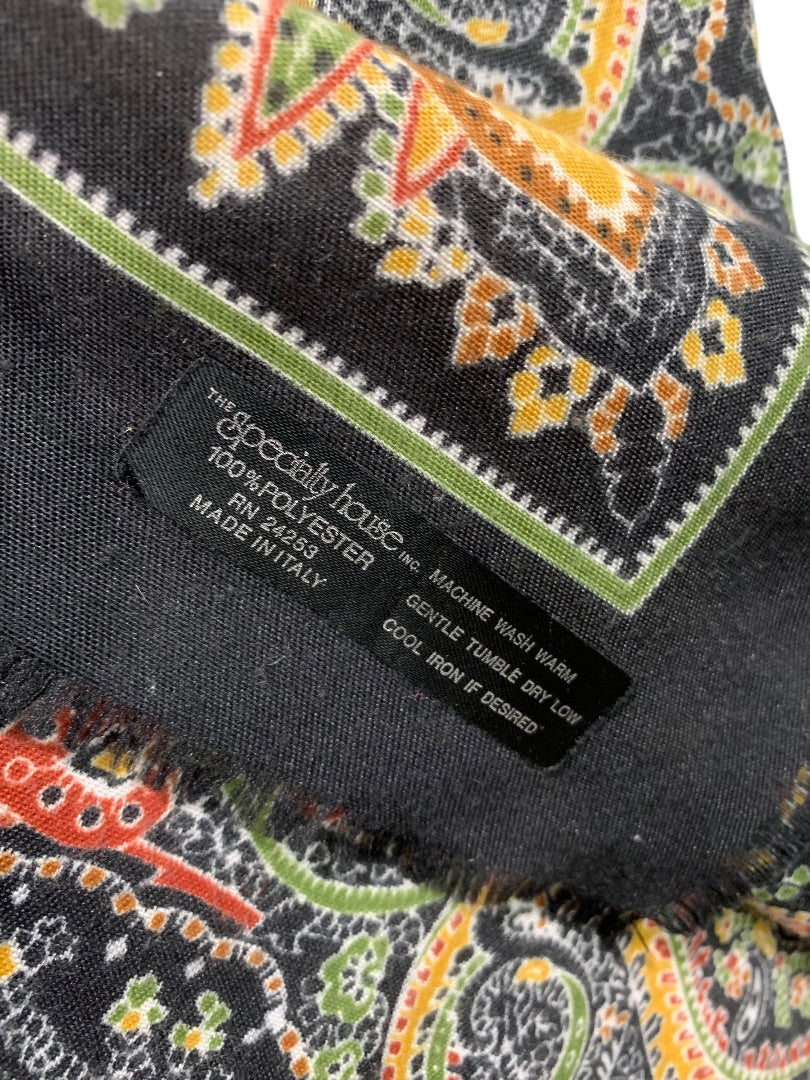 THE
Specialty house INC.
100% POLYESTER
RN 24253
MADE IN ITALY
MACHINE WASH WARM
GENTLE TUMBLE DRY LOW
COOL IRON IF DESIRED